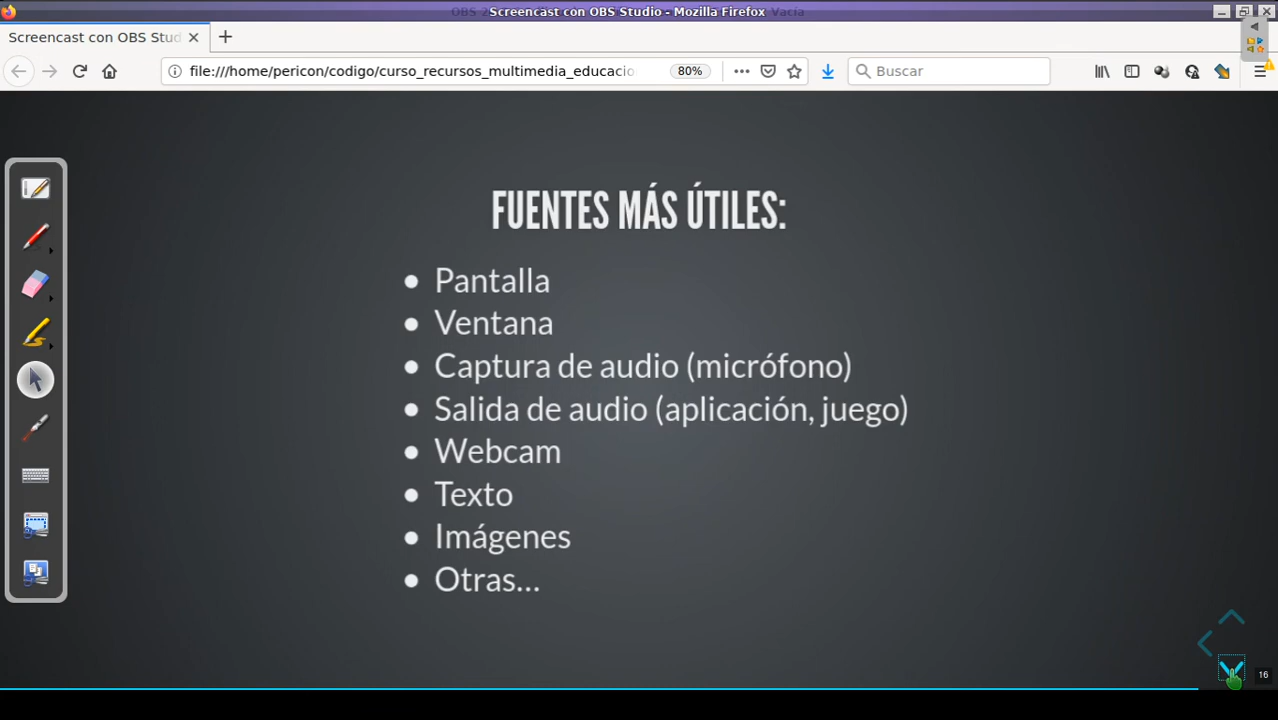 Screencast con OBS Studio - Mozilla Firefox
Screencast con OBS Stud
file:///home/pericon/codigo/curso_recursos_multimedia_educacio
80%
Buscar
FUENTES MÁS ÚTILES:
Pantalla
Ventana
Captura de audio (micrófono)
Salida de audio (aplicación, juego)
Webcam
Texto
Imágenes
Otras...
16